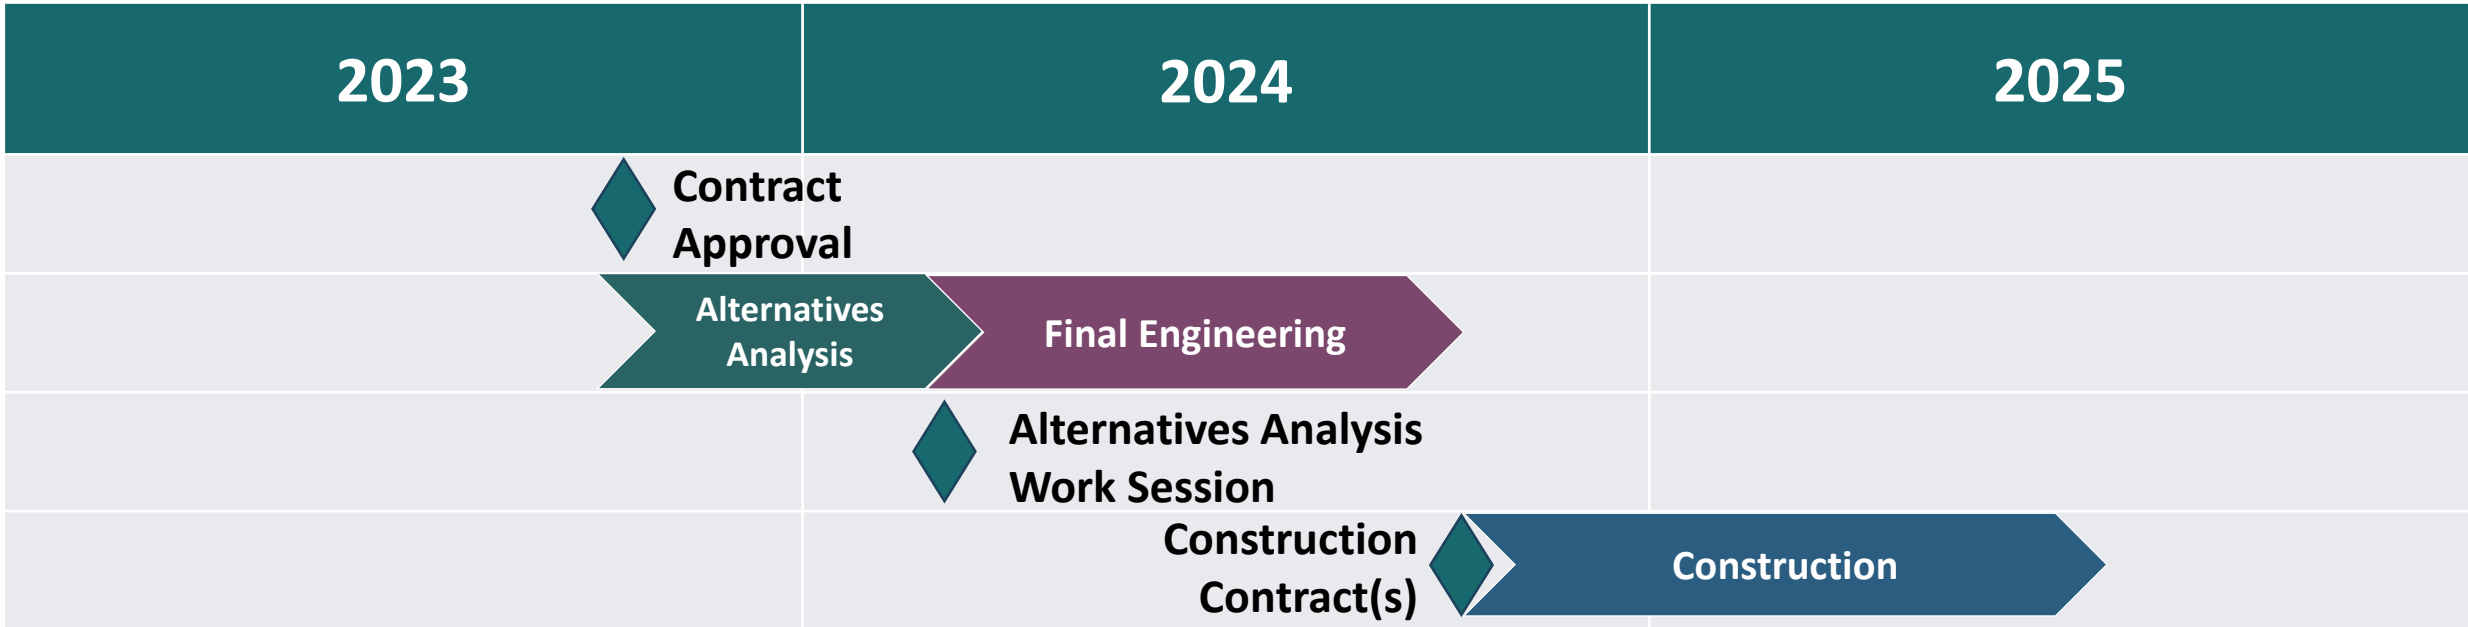 2023
2024
2025
Contract
Approval
Alternatives
Analysis
Final Engineering
Alternatives Analysis
Work Session
Construction
Contract(s)
Construction